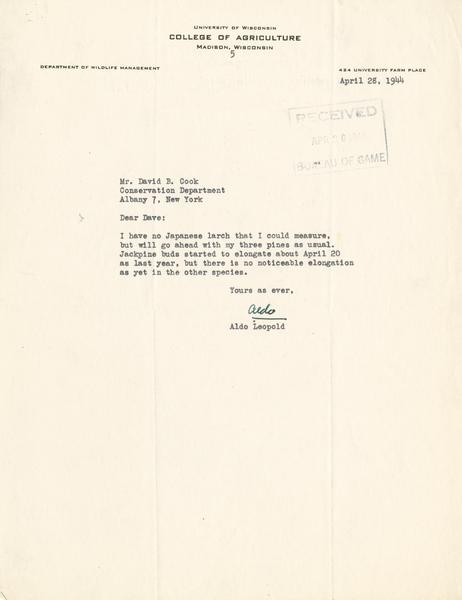 UNIVERSITY OF WISCONSIN
COLLEGE OF AGRICULTURE
MADISON, WISCONSIN
5
DEPARTMENT OF WILDLIFE MANAGEMENT
424 UNIVERSITY FARM PLACE
April 28, 1944
RECEIVED
APR
BUREAU OF GAME
Mr. David B. Cook
Conservation Department
Albany 7, New York
Dear Dave:
I have no Japanese larch that I could measure,
but will go ahead with my three pines as usual.
Jackpine buds started to elongate about April 20
as last year, but there is no noticeable elongation
as yet in the other species.
Yours as ever,
Aldo
Aldo Leopold